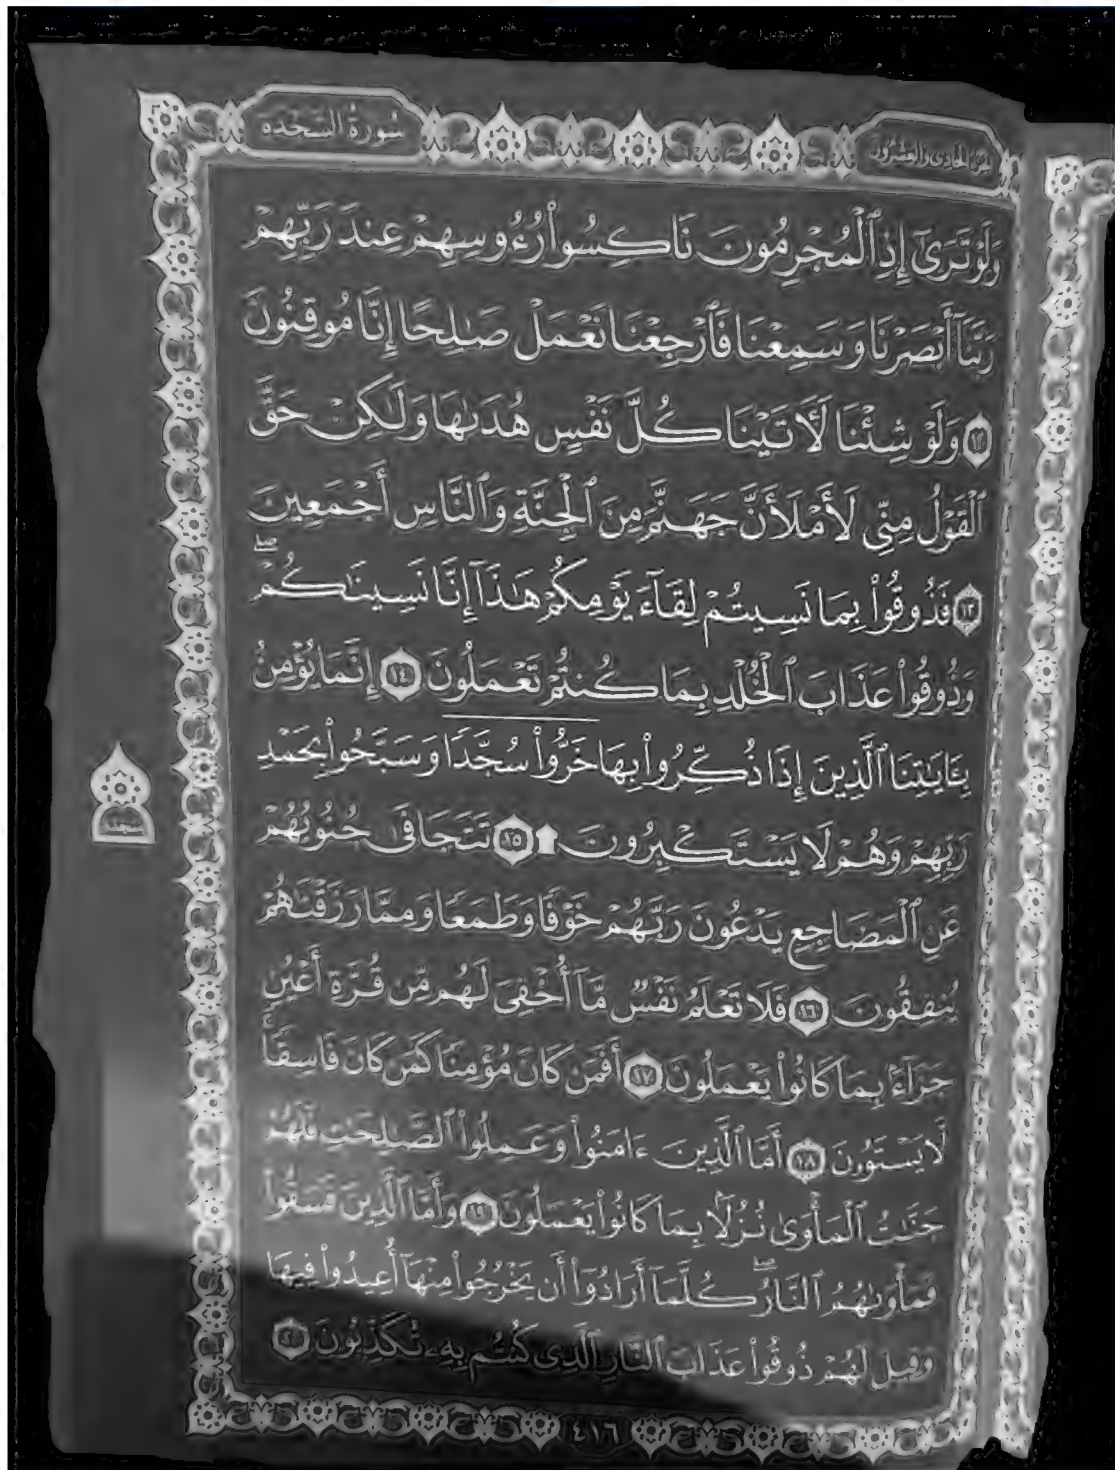 الجزء الحادي والعشرون
سُورَةُ السَّجْدَةِ
وَلَوْ تَرَىٰٓ إِذِ ٱلْمُجْرِمُونَ نَاكِسُوا۟ رُءُوسِهِمْ عِندَ رَبِّهِمْ
رَبَّنَآ أَبْصَرْنَا وَسَمِعْنَا فَٱرْجِعْنَا نَعْمَلْ صَٰلِحًا إِنَّا مُوقِنُونَ
١٢ وَلَوْ شِئْنَا لَءَاتَيْنَا كُلَّ نَفْسٍ هُدَىٰهَا وَلَٰكِنْ حَقَّ
ٱلْقَوْلُ مِنِّى لَأَمْلَأَنَّ جَهَنَّمَ مِنَ ٱلْجِنَّةِ وَٱلنَّاسِ أَجْمَعِينَ
١٣ فَذُوقُوا۟ بِمَا نَسِيتُمْ لِقَآءَ يَوْمِكُمْ هَٰذَآ إِنَّا نَسِينَٰكُمْ ۖ
وَذُوقُوا۟ عَذَابَ ٱلْخُلْدِ بِمَا كُنتُمْ تَعْمَلُونَ ١٤ إِنَّمَا يُؤْمِنُ
بِـَٔايَٰتِنَا ٱلَّذِينَ إِذَا ذُكِّرُوا۟ بِهَا خَرُّوا۟ سُجَّدًا وَسَبَّحُوا۟ بِحَمْدِ
رَبِّهِمْ وَهُمْ لَا يَسْتَكْبِرُونَ ١٥ تَتَجَافَىٰ جُنُوبُهُمْ
سجدة
عَنِ ٱلْمَضَاجِعِ يَدْعُونَ رَبَّهُمْ خَوْفًا وَطَمَعًا وَمِمَّا رَزَقْنَٰهُمْ
يُنفِقُونَ ١٦ فَلَا تَعْلَمُ نَفْسٌ مَّآ أُخْفِىَ لَهُم مِّن قُرَّةِ أَعْيُنٍ
جَزَآءًۢ بِمَا كَانُوا۟ يَعْمَلُونَ ١٧ أَفَمَن كَانَ مُؤْمِنًا كَمَن كَانَ فَاسِقًا ۚ
لَّا يَسْتَوُۥنَ ١٨ أَمَّا ٱلَّذِينَ ءَامَنُوا۟ وَعَمِلُوا۟ ٱلصَّٰلِحَٰتِ فَلَهُمْ
جَنَّٰتُ ٱلْمَأْوَىٰ نُزُلًۢا بِمَا كَانُوا۟ يَعْمَلُونَ ١٩ وَأَمَّا ٱلَّذِينَ فَسَقُوا۟
فَمَأْوَىٰهُمُ ٱلنَّارُ ۖ كُلَّمَآ أَرَادُوٓا۟ أَن يَخْرُجُوا۟ مِنْهَآ أُعِيدُوا۟ فِيهَا
وَقِيلَ لَهُمْ ذُوقُوا۟ عَذَابَ ٱلنَّارِ ٱلَّذِى كُنتُم بِهِۦ تُكَذِّبُونَ ٢٠
٤١٦